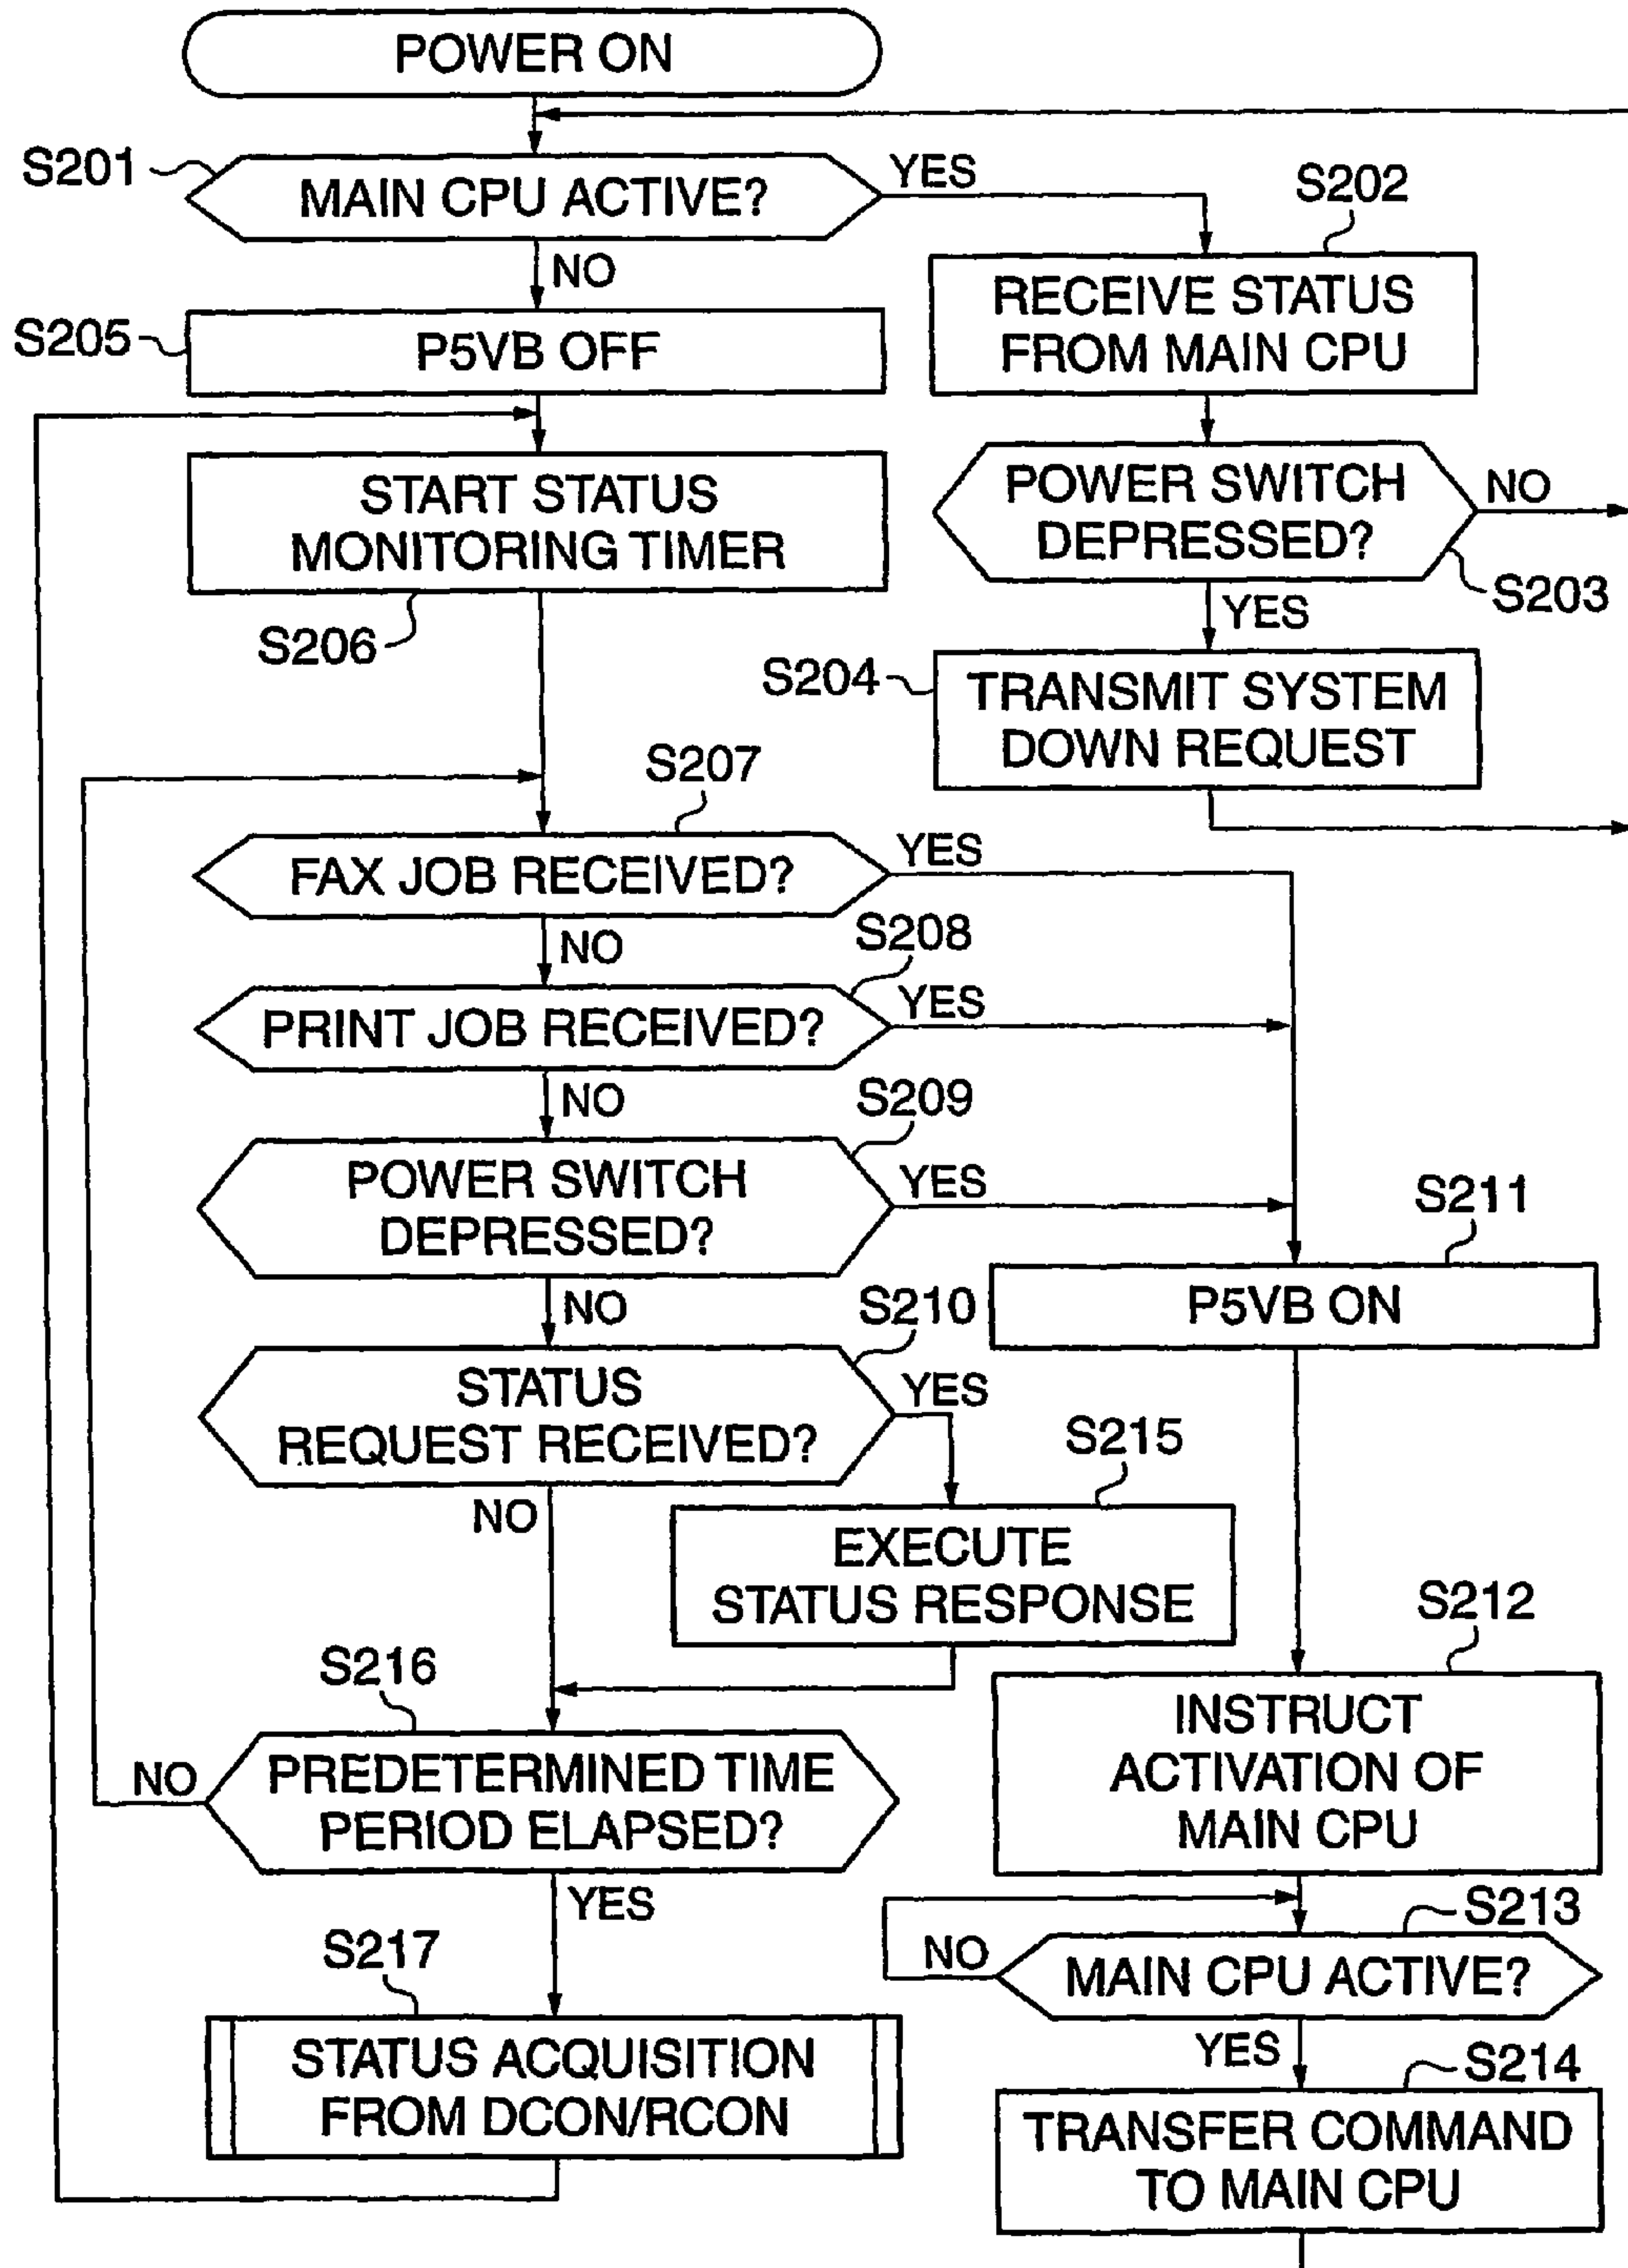 POWER ON
S201
MAIN CPU ACTIVE?
YES
NO
S202
RECEIVE STATUS
FROM MAIN CPU
S205
P5VB OFF
POWER SWITCH
DEPRESSED?
NO
S203
YES
START STATUS
MONITORING TIMER
S206
S204
TRANSMIT SYSTEM
DOWN REQUEST
S207
FAX JOB RECEIVED?
YES
NO
S208
PRINT JOB RECEIVED?
YES
NO
S209
POWER SWITCH
DEPRESSED?
YES
NO
S211
P5VB ON
S210
STATUS
REQUEST RECEIVED?
YES
NO
S215
EXECUTE
STATUS RESPONSE
S212
INSTRUCT
ACTIVATION OF
MAIN CPU
S216
PREDETERMINED TIME
PERIOD ELAPSED?
NO
YES
S213
MAIN CPU ACTIVE?
NO
YES
S217
STATUS ACQUISITION
FROM DCON/RCON
S214
TRANSFER COMMAND
TO MAIN CPU